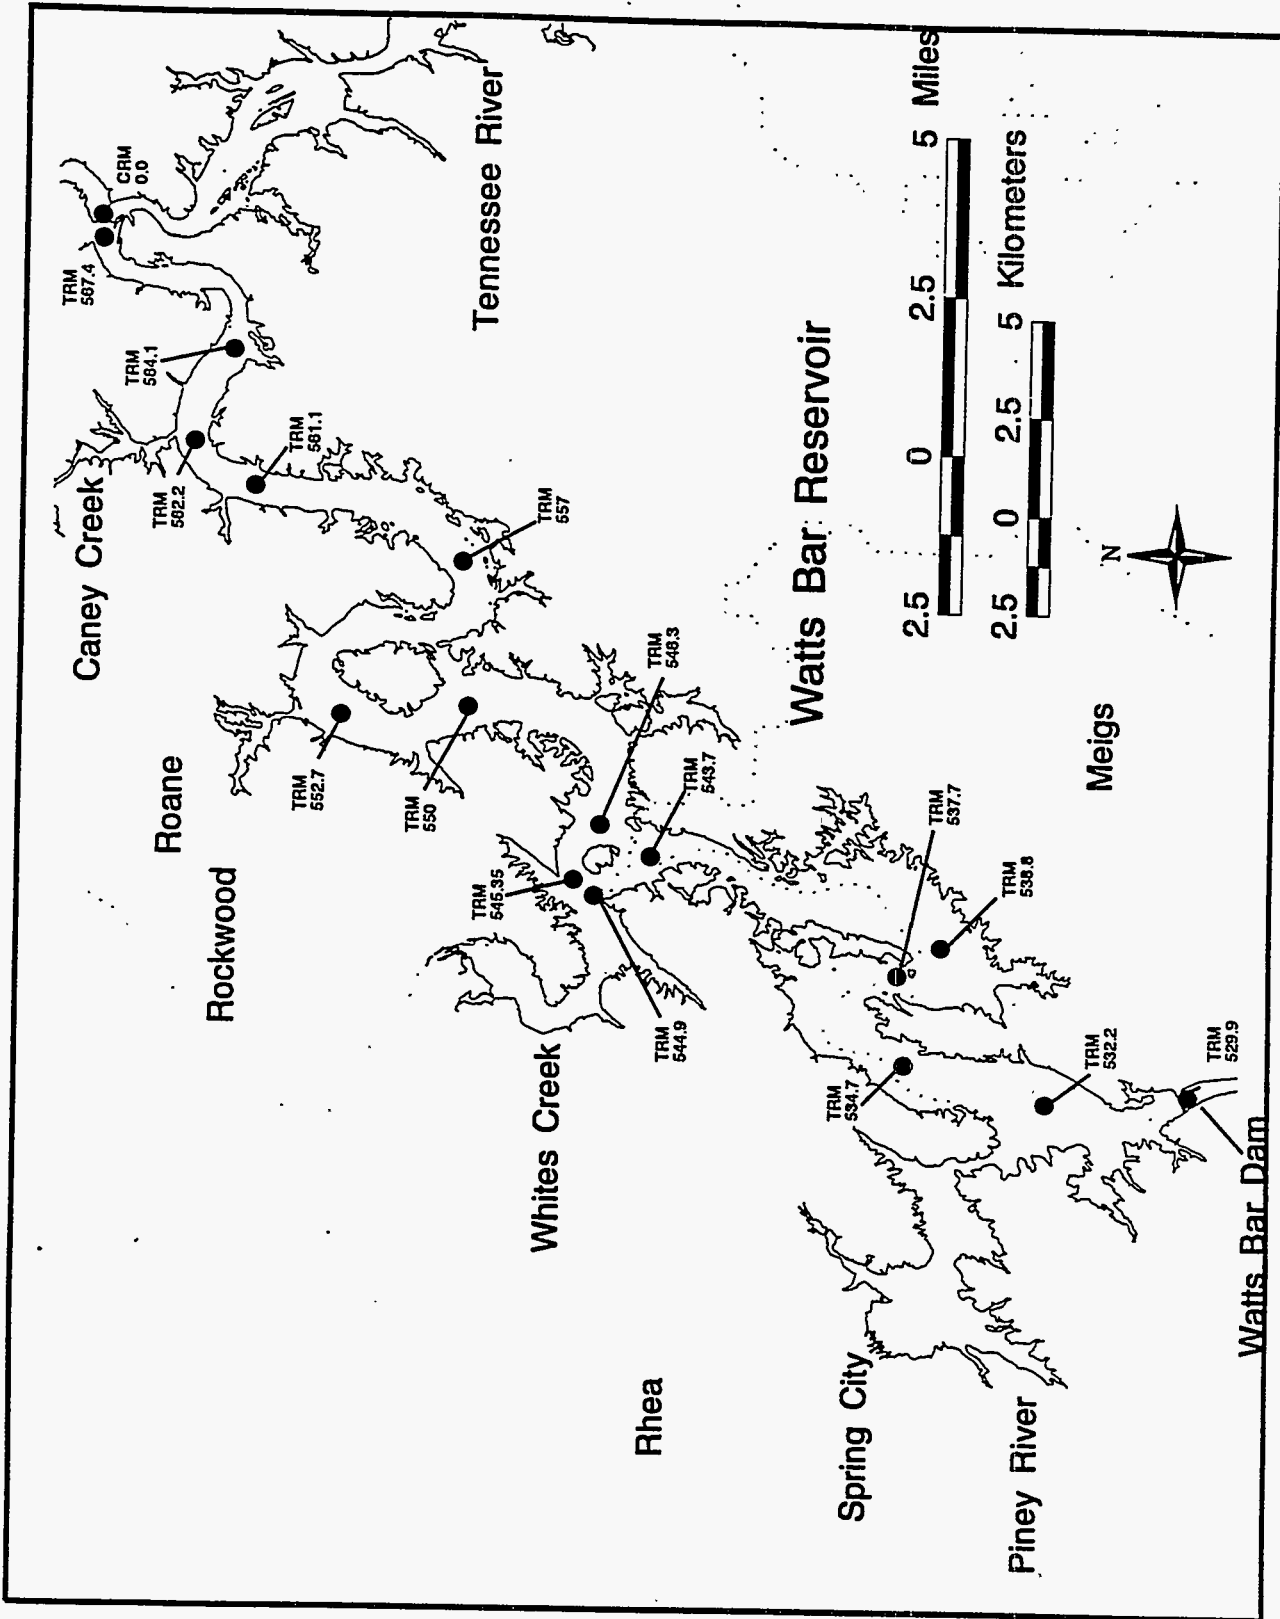 CRM
0.0
TRM
567.4
TRM
564.1
TRM
562.2
TRM
561.1
TRM
557
Tennessee River
Caney Creek
Roane
Rockwood
TRM
552.7
TRM
550
TRM
546.3
TRM
543.7
TRM
545.35
TRM
544.9
Whites Creek
TRM
537.7
TRM
538.8
TRM
534.7
TRM
532.2
TRM
529.9
Watts Bar Dam
Rhea
Spring City
Piney River
Meigs
Watts Bar Reservoir
2.5 0 2.5 5 Miles
2.5 0 2.5 5 Kilometers
N